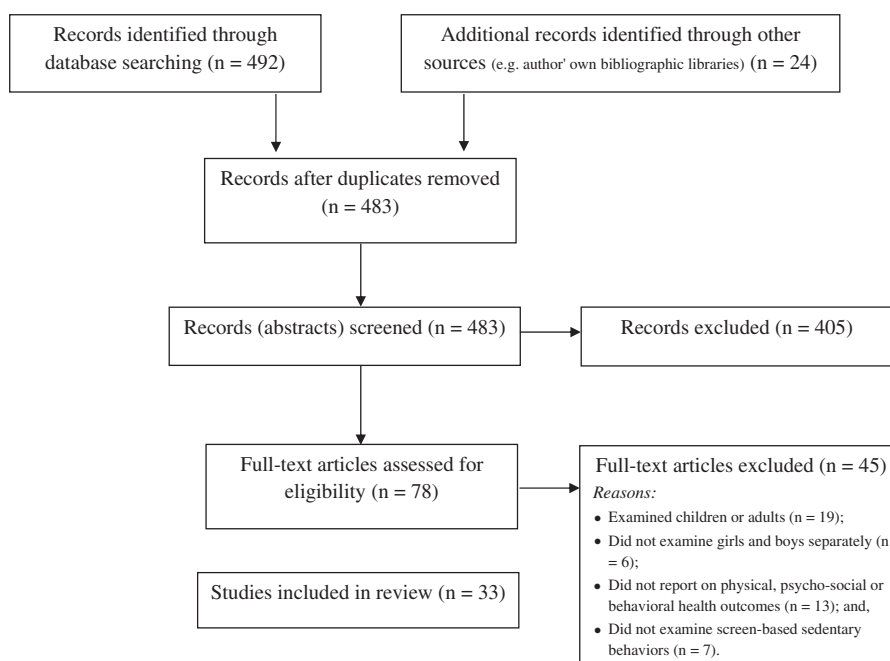 Records identified through
database searching (n = 492)
Additional records identified through other
sources (e.g. author' own bibliographic libraries) (n = 24)
Records after duplicates removed
(n = 483)
Records (abstracts) screened (n = 483)
Records excluded (n = 405)
Full-text articles assessed for
eligibility (n = 78)
Full-text articles excluded (n = 45)
Reasons:
• Examined children or adults (n = 19);
• Did not examine girls and boys separately (n
= 6);
• Did not report on physical, psycho-social or
behavioral health outcomes (n = 13); and,
• Did not examine screen-based sedentary
behaviors (n = 7).
Studies included in review (n = 33)